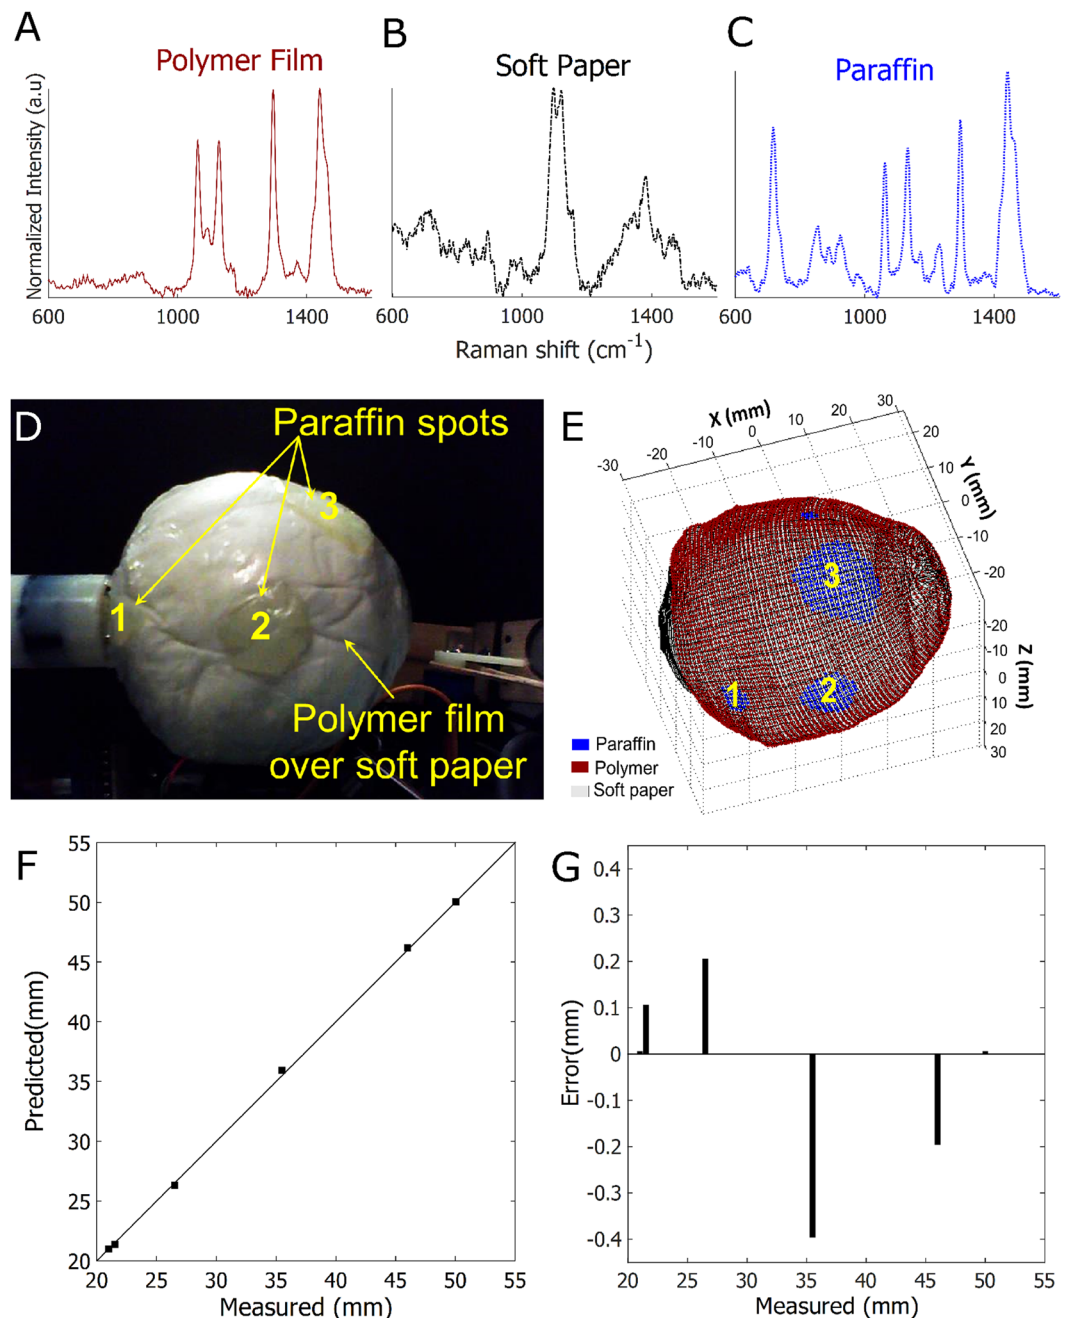 A
Polymer Film
Normalized Intensity (a.u)
600
1000
1400
B
Soft Paper
600
1000
1400
Raman shift (cm-1)
C
Paraffin
600
1000
1400
D
Paraffin spots
1
2
3
Polymer film
over soft paper
E
X (mm)
-30
-20
-10
0
10
20
30
Y (mm)
20
10
0
-10
-20
Z (mm)
-20
-10
0
10
20
30
1
2
3
Paraffin
Polymer
Soft paper
F
Predicted(mm)
55
50
45
40
35
30
25
20
20
25
30
35
40
45
50
55
Measured (mm)
G
Error(mm)
0.4
0.3
0.2
0.1
0
-0.1
-0.2
-0.3
-0.4
20
25
30
35
40
45
50
55
Measured (mm)